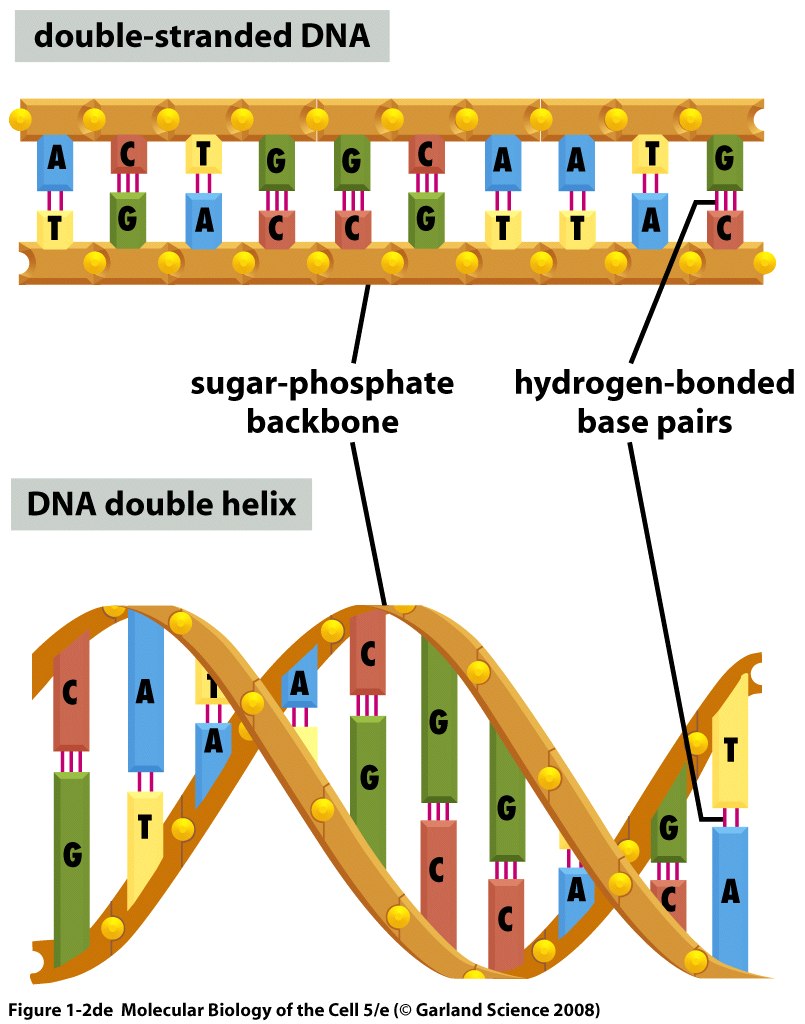 double-stranded DNA
A C T G G C A A T G
T G A C C G T T A C
sugar-phosphate
backbone
hydrogen-bonded
base pairs
DNA double helix
C A T A C G G G T
G T A G C C A C A
Figure 1-2de Molecular Biology of the Cell 5/e (© Garland Science 2008)